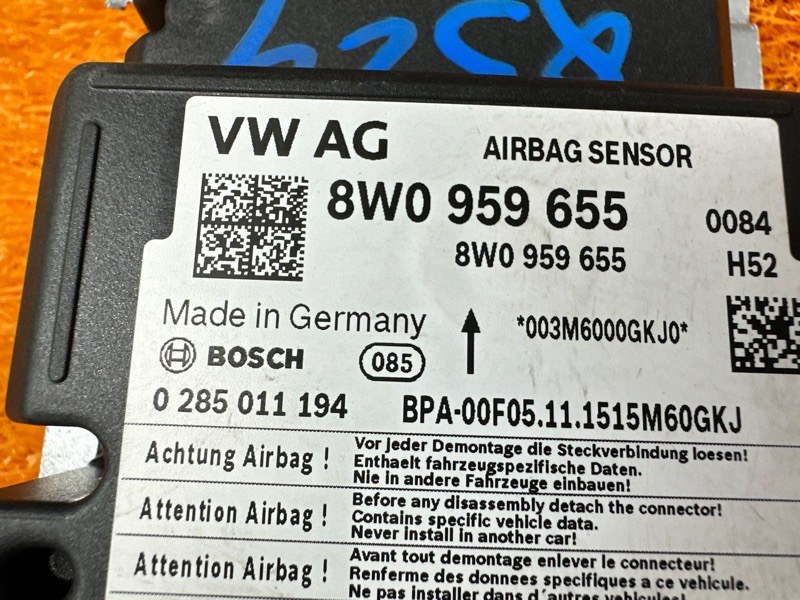 VW AG
AIRBAG SENSOR
8W0 959 655
0084
8W0 959 655
H52
Made in Germany
*003M6000GKJ0*
BOSCH
085
0 285 011 194
BPA-00F05.11.1515M60GKJ
Achtung Airbag !
Vor jeder Demontage die Steckverbindung loesen!
Enthaelt fahrzeugspezifische Daten.
Nie in andere Fahrzeuge einbauen!
Attention Airbag !
Before any disassembly detach the connector!
Contains specific vehicle data.
Never install in another car!
Attention Airbag !
Avant tout demontage enlever le connecteur!
Renferme des donnees specifiques a ce vehicule.
Ne pas installer dans d'autres vehicules!